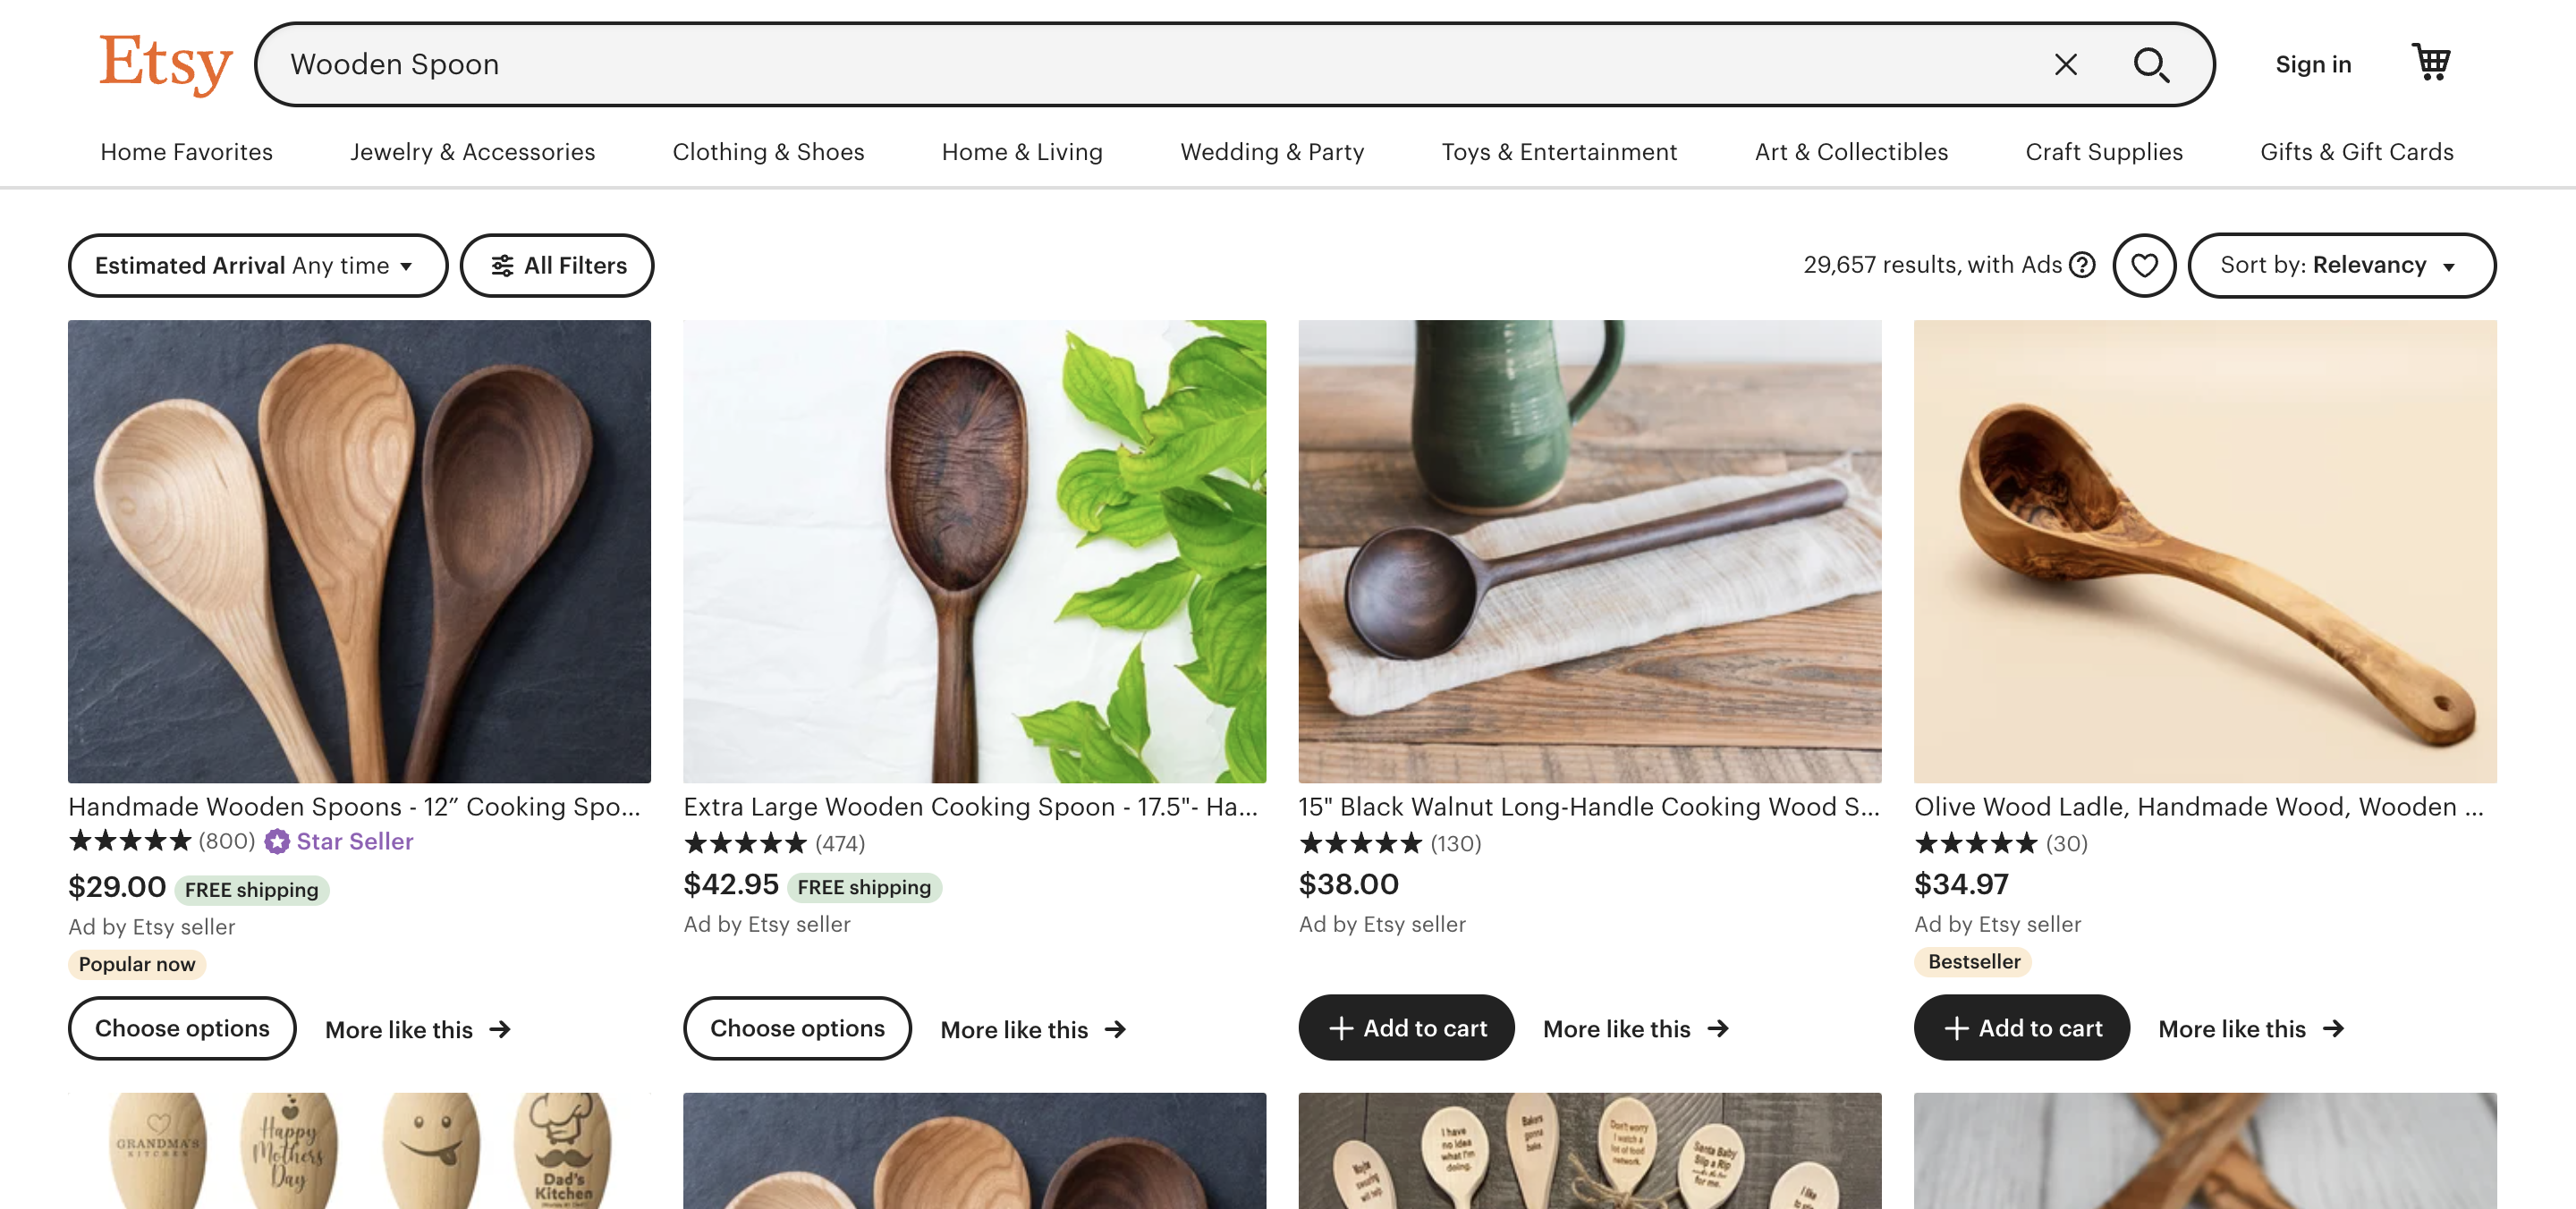 Etsy
Wooden Spoon
Sign in
Home Favorites
Jewelry & Accessories
Clothing & Shoes
Home & Living
Wedding & Party
Toys & Entertainment
Art & Collectibles
Craft Supplies
Gifts & Gift Cards
Estimated Arrival Any time
All Filters
29,657 results, with Ads ?
Sort by: Relevancy
Handmade Wooden Spoons - 12” Cooking Spo...
(800) Star Seller
$29.00 FREE shipping
Ad by Etsy seller
Popular now
Choose options
More like this →
Extra Large Wooden Cooking Spoon - 17.5"- Ha...
(474)
$42.95 FREE shipping
Ad by Etsy seller
Choose options
More like this →
15" Black Walnut Long-Handle Cooking Wood S...
(130)
$38.00
Ad by Etsy seller
+ Add to cart
More like this →
Olive Wood Ladle, Handmade Wood, Wooden ...
(30)
$34.97
Ad by Etsy seller
Bestseller
+ Add to cart
More like this →
GRANDMA'S
KITCHEN
Happy
Mothers
Day
Dad's
Kitchen
Maybe
swearing
will help.
I have
no idea
what I'm
doing.
Bakers
gonna
bake.
Don't worry
I watch a
lot of food
network.
Santa Baby
Slip a Rip
for me.
I like